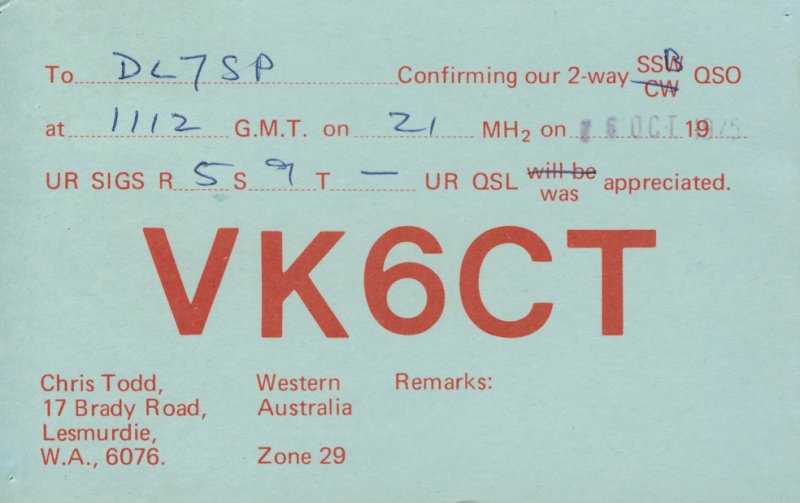 To DL7SP Confirming our 2-way SSB CW QSO
at 1112 G.M.T. on 21 MH2 on 26 OCT 1975
UR SIGS R 5 S 9 T — UR QSL will be was appreciated.
VK6CT
Chris Todd,
17 Brady Road,
Lesmurdie,
W.A., 6076.
Western
Australia
Zone 29
Remarks: